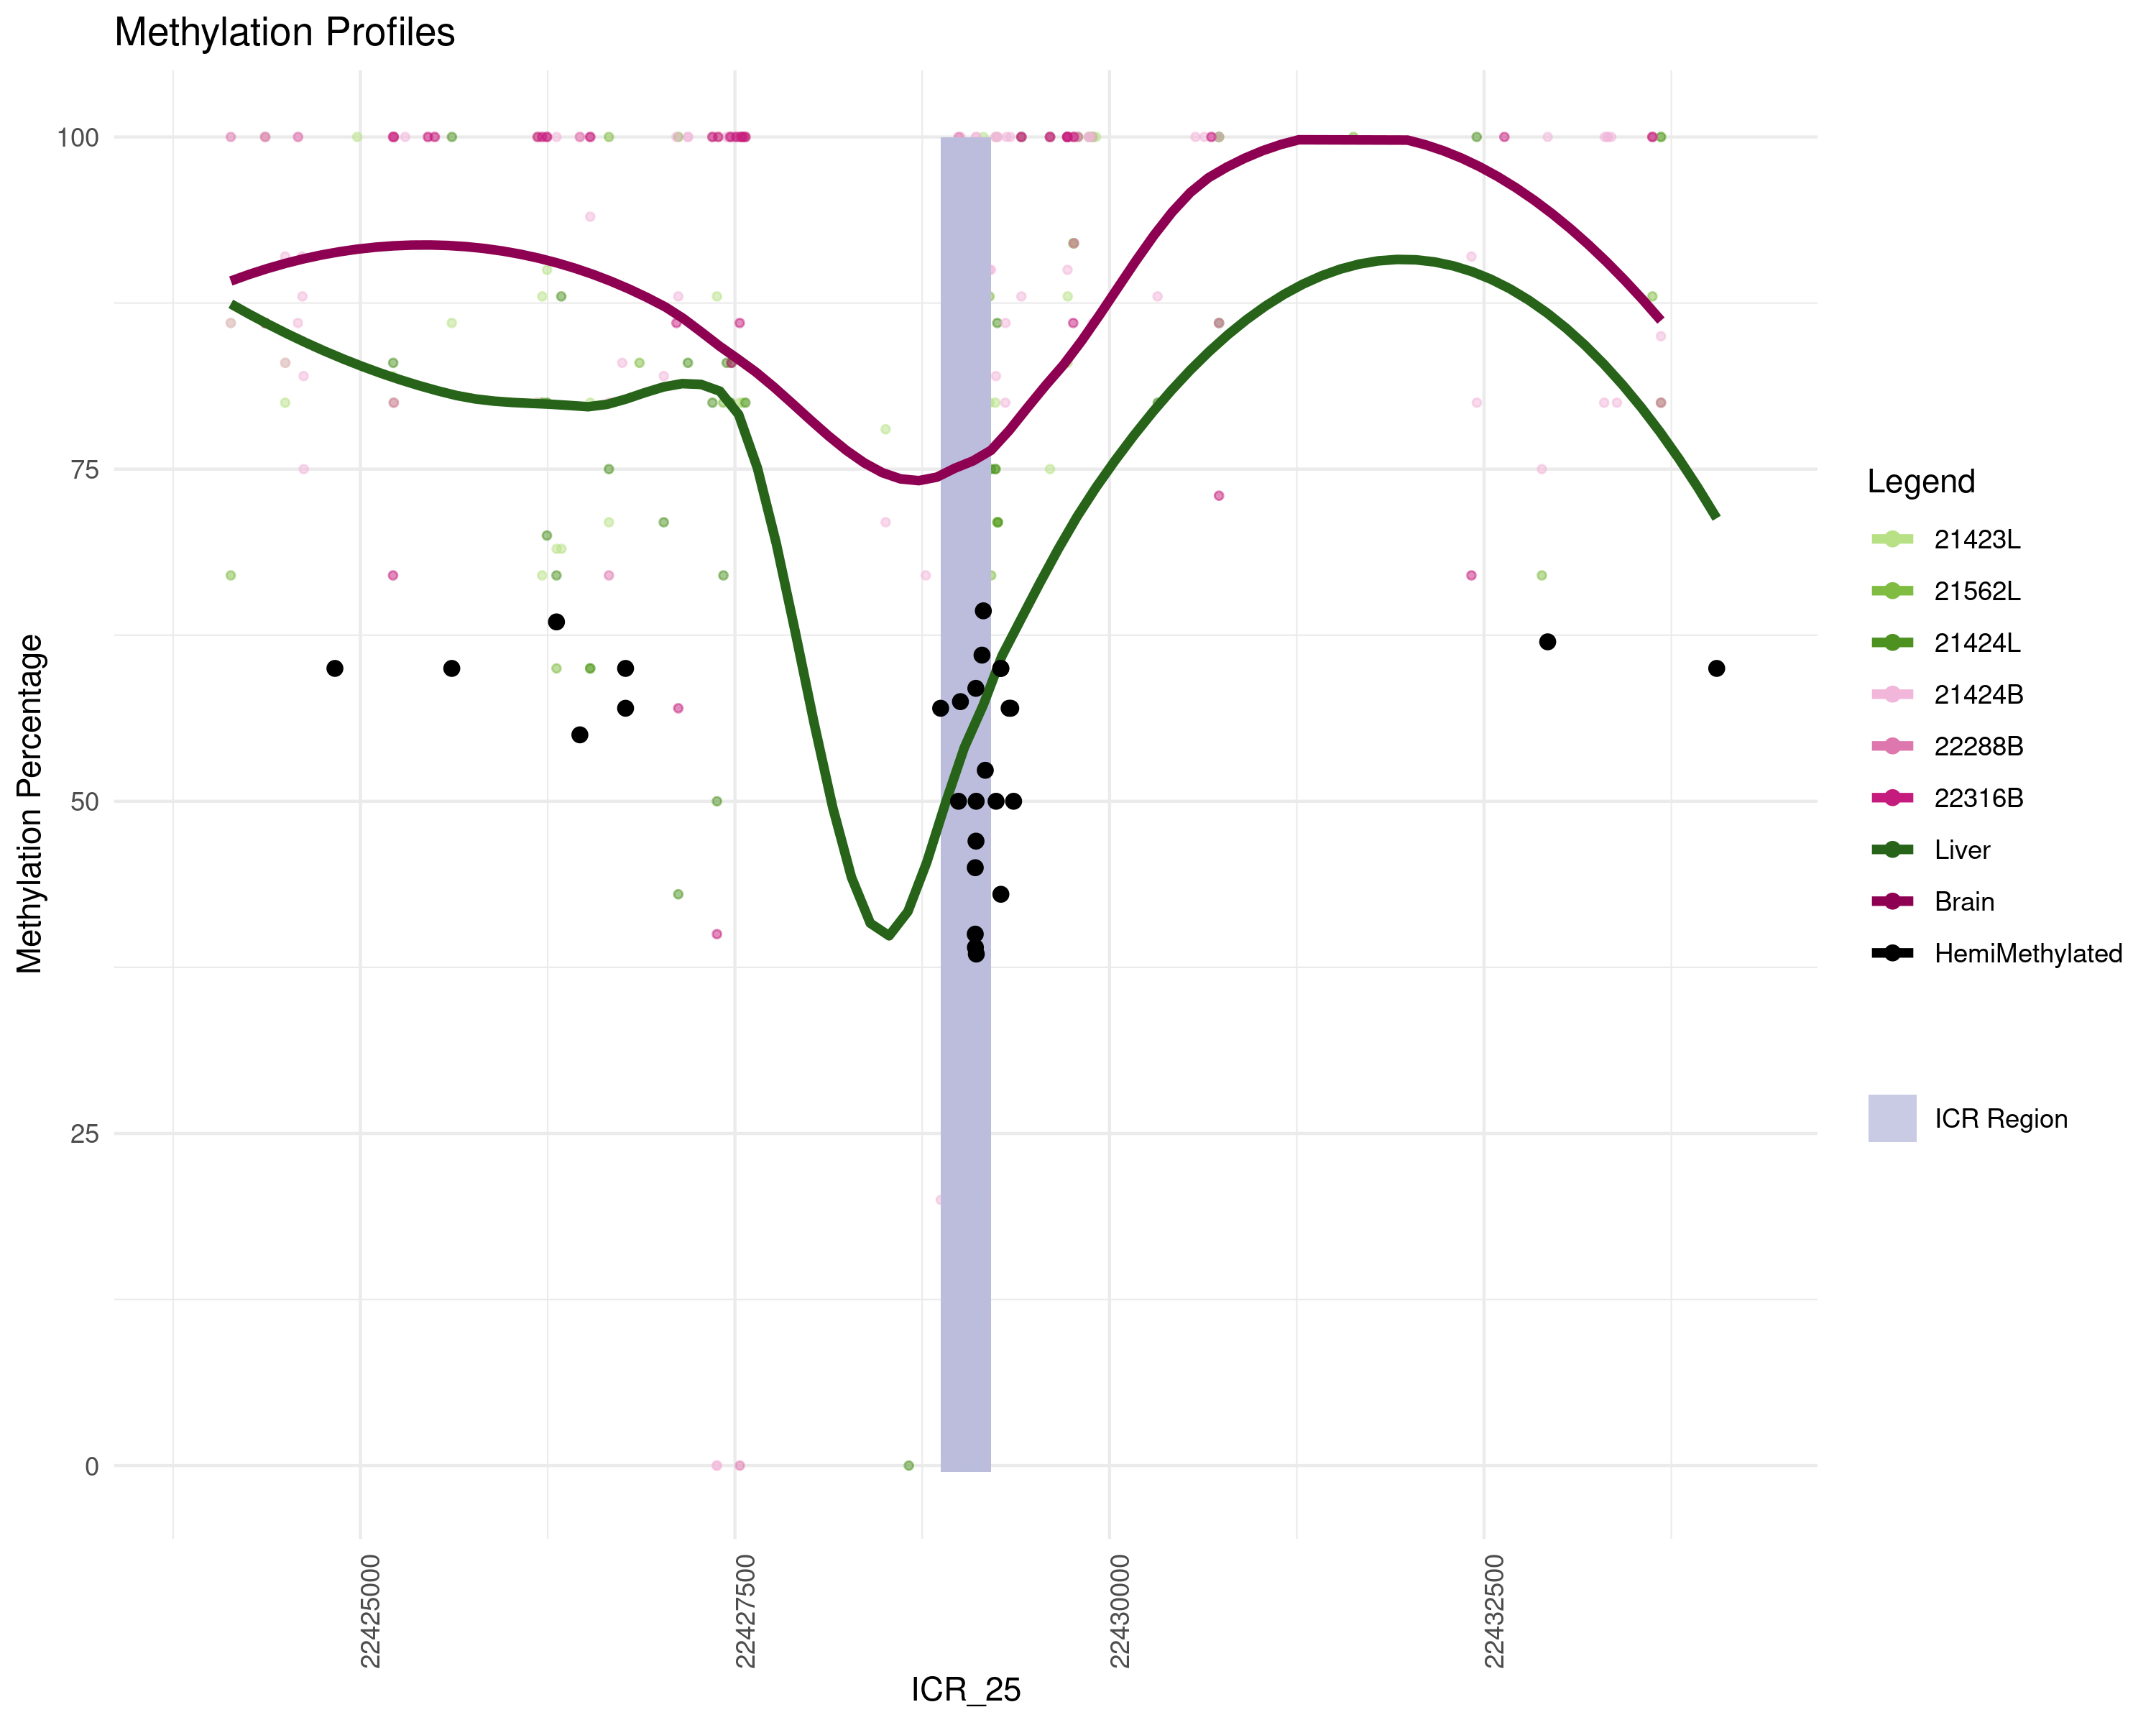 Methylation Profiles
Methylation Percentage
100
75
50
25
0
22425000
22427500
22430000
22432500
ICR_25
Legend
21423L
21562L
21424L
21424B
22288B
22316B
Liver
Brain
HemiMethylated
ICR Region